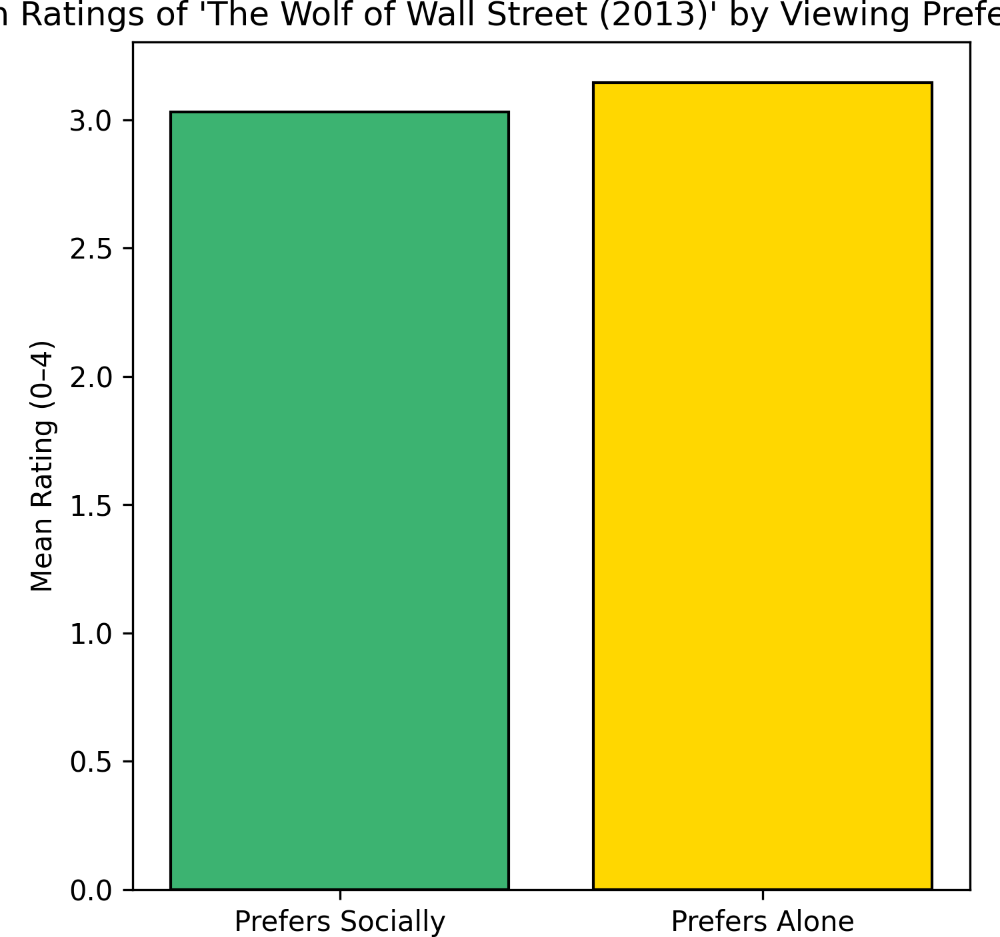 n Ratings of 'The Wolf of Wall Street (2013)' by Viewing Prefe
3.0
2.5
2.0
1.5
1.0
0.5
0.0
Mean Rating (0–4)
Prefers Socially
Prefers Alone